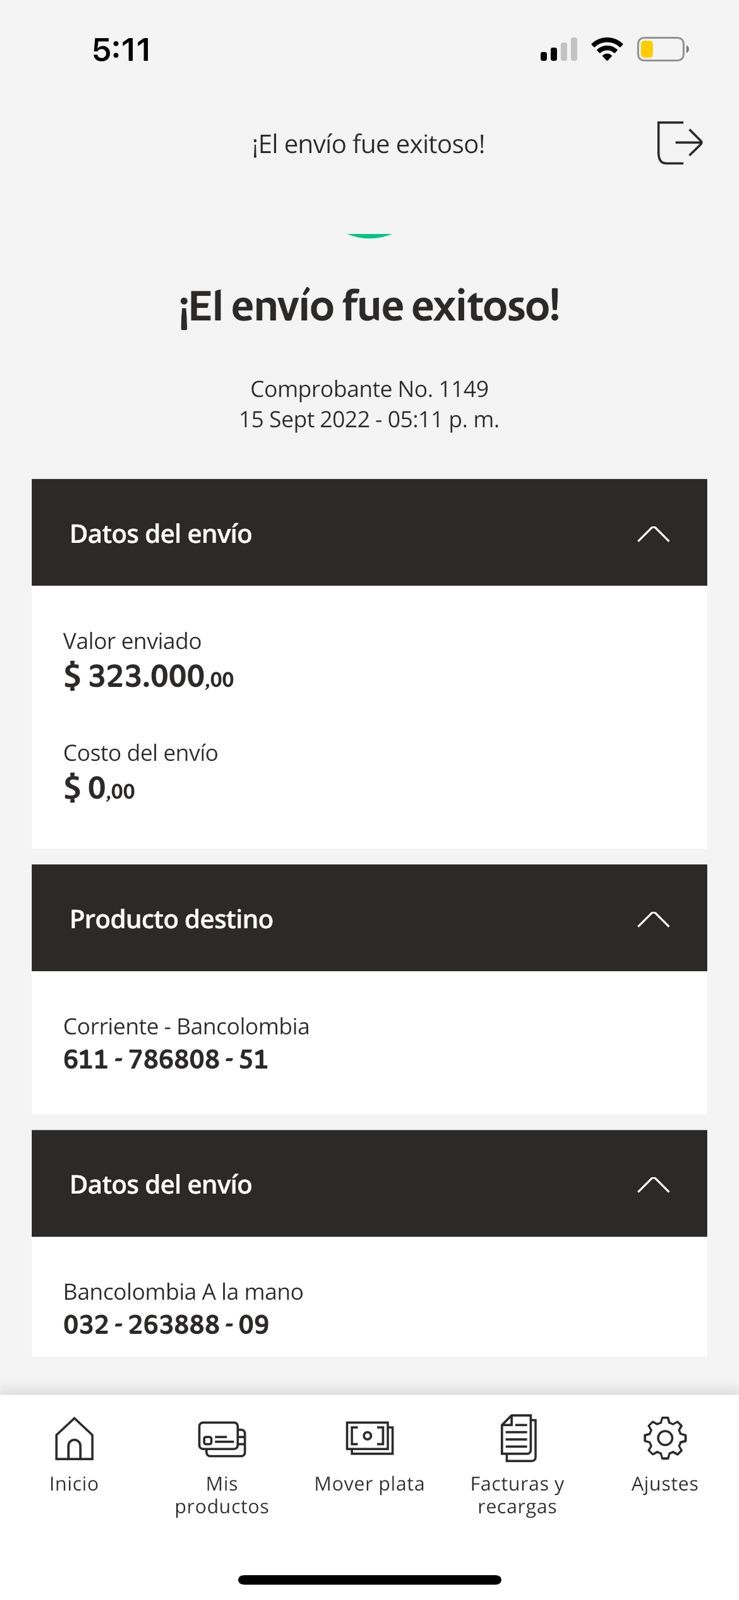 5:11
¡El envío fue exitoso!
¡El envío fue exitoso!
Comprobante No. 1149
15 Sept 2022 - 05:11 p. m.
Datos del envío
Valor enviado
$ 323.000,00
Costo del envío
$ 0,00
Producto destino
Corriente - Bancolombia
611 - 786808 - 51
Datos del envío
Bancolombia A la mano
032 - 263888 - 09
Inicio
Mis
productos
Mover plata
Facturas y
recargas
Ajustes